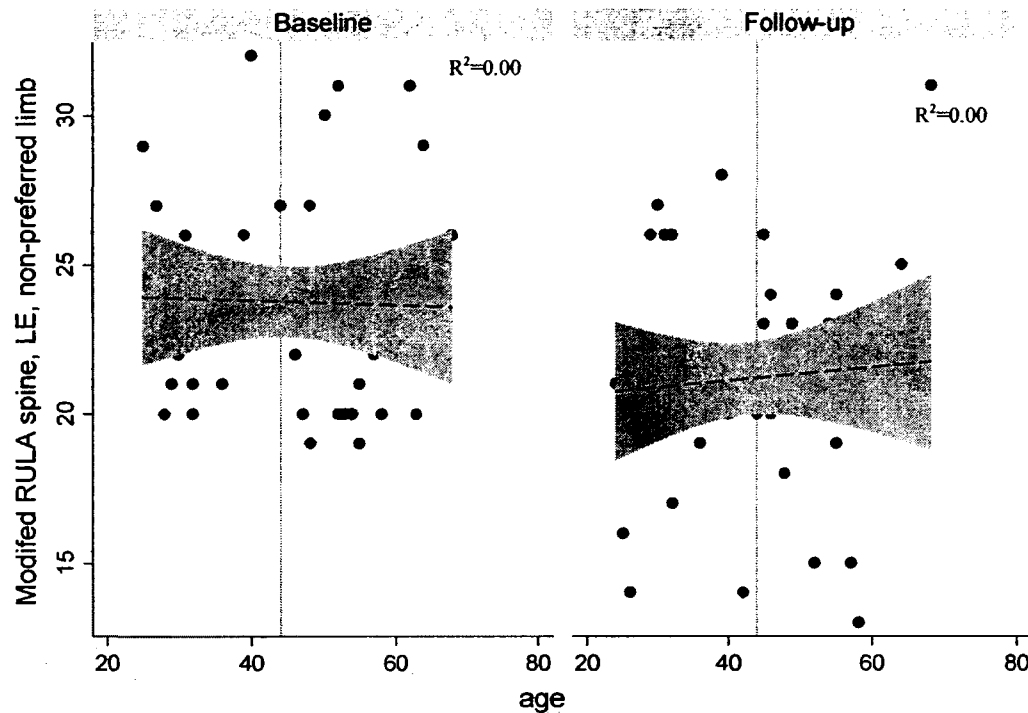 Baseline
Follow-up
R²=0.00
R²=0.00
Modifed RULA spine, LE, non-preferred limb
30
25
20
15
20
40
60
80
20
40
60
80
age